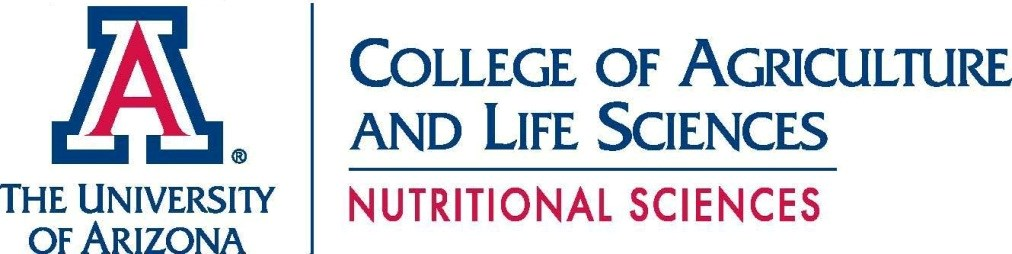 A®
THE UNIVERSITY
OF ARIZONA
COLLEGE OF AGRICULTURE
AND LIFE SCIENCES
NUTRITIONAL SCIENCES